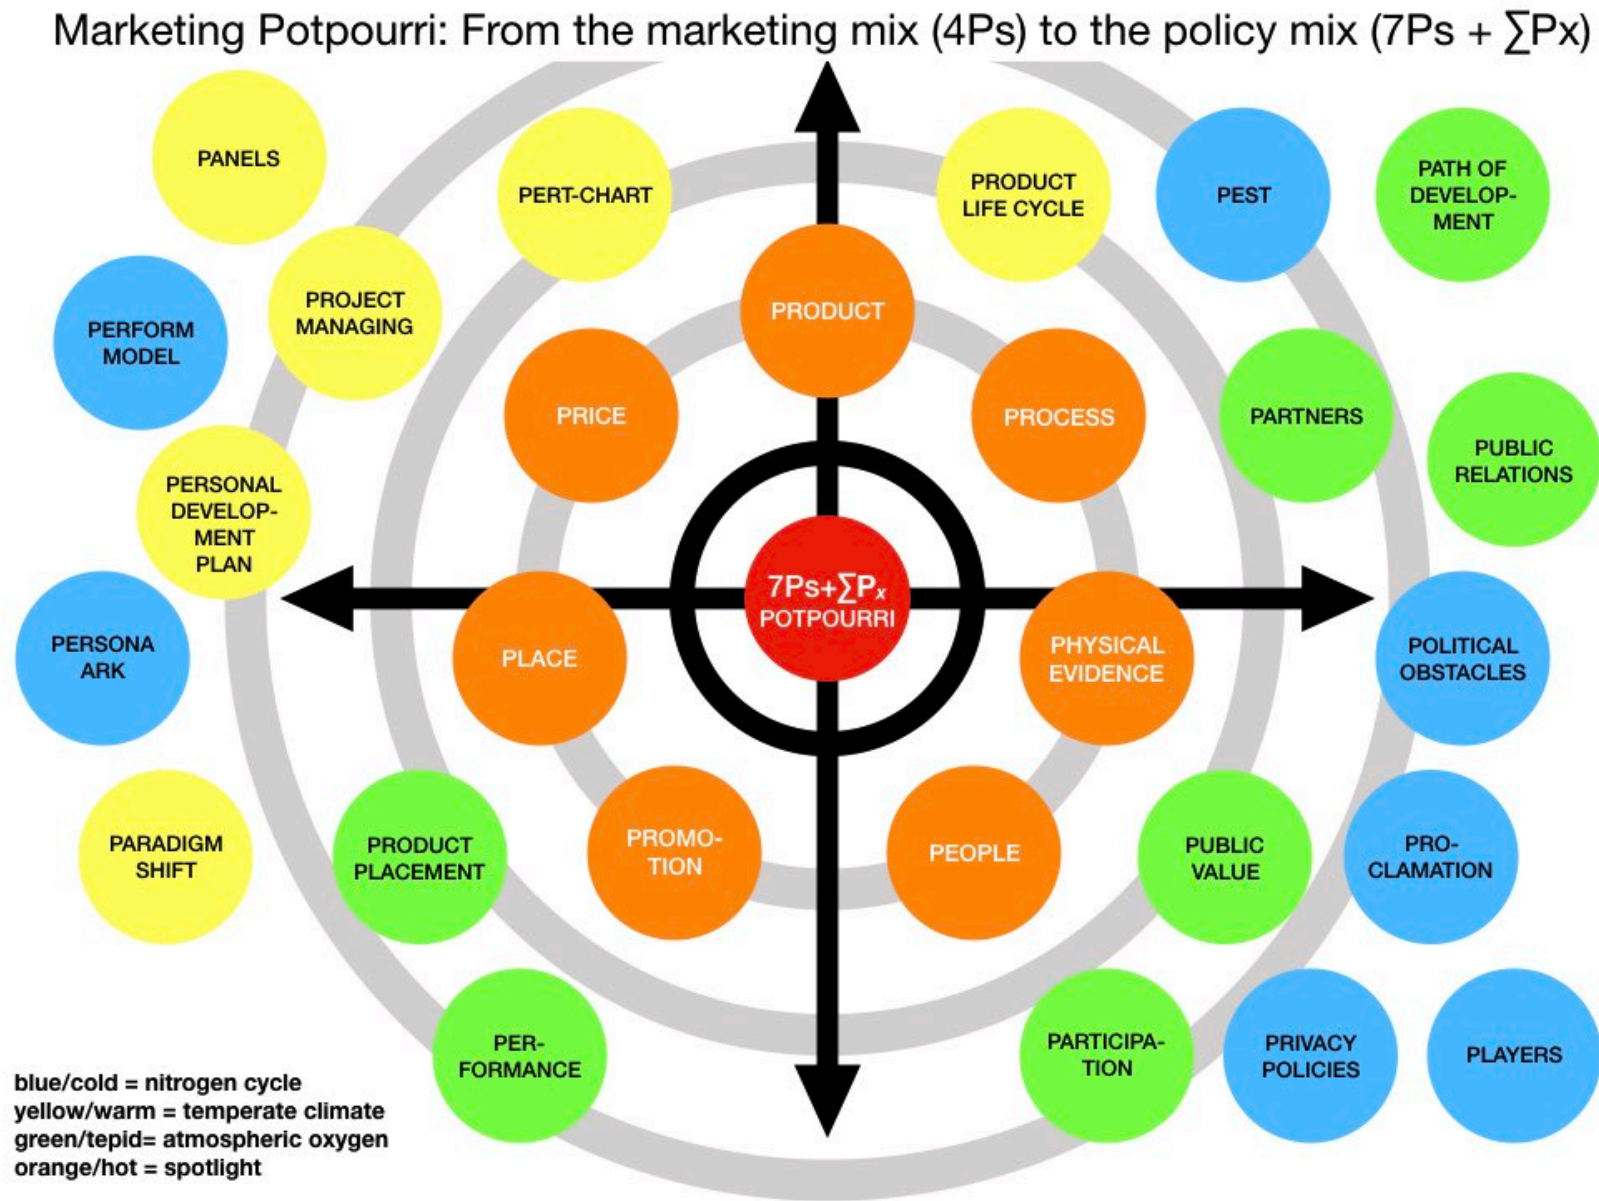 Marketing Potpourri: From the marketing mix (4Ps) to the policy mix (7Ps + ∑Px)
PANELS
PERT-CHART
PRODUCT
LIFE CYCLE
PEST
PATH OF
DEVELOP-
MENT
PROJECT
MANAGING
PERFORM
MODEL
PRODUCT
PRICE
PROCESS
PARTNERS
PUBLIC
RELATIONS
PERSONAL
DEVELOP-
MENT
PLAN
7Ps+∑Px
POTPOURRI
PERSONA
ARK
PLACE
PHYSICAL
EVIDENCE
POLITICAL
OBSTACLES
PARADIGM
SHIFT
PRODUCT
PLACEMENT
PROMO-
TION
PEOPLE
PUBLIC
VALUE
PRO-
CLAMATION
PER-
FORMANCE
PARTICIPA-
TION
PRIVACY
POLICIES
PLAYERS
blue/cold = nitrogen cycle
yellow/warm = temperate climate
green/tepid= atmospheric oxygen
orange/hot = spotlight